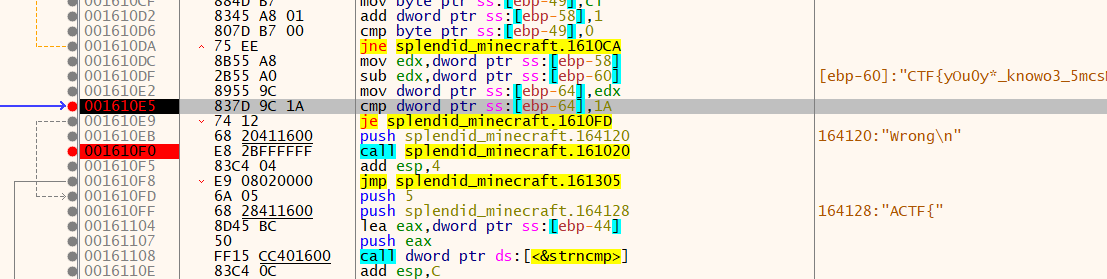 001610CF 884D B7 mov byte ptr ss:[ebp-49],cl
001610D2 8345 A8 01 add dword ptr ss:[ebp-58],1
001610D6 807D B7 00 cmp byte ptr ss:[ebp-49],0
001610DA 75 EE jne splendid_minecraft.1610CA
001610DC 8B55 A8 mov edx,dword ptr ss:[ebp-58]
001610DF 2B55 A0 sub edx,dword ptr ss:[ebp-60] [ebp-60]:"CTF{yOu0y*_knowo3_5mcs
001610E2 8955 9C mov dword ptr ss:[ebp-64],edx
001610E5 837D 9C 1A cmp dword ptr ss:[ebp-64],1A
001610E9 74 12 je splendid_minecraft.1610FD
001610EB 68 20411600 push splendid_minecraft.164120 164120:"Wrong\n"
001610F0 E8 2BFFFFFF call splendid_minecraft.161020
001610F5 83C4 04 add esp,4
001610F8 E9 08020000 jmp splendid_minecraft.161305
001610FD 6A 05 push 5
001610FF 68 28411600 push splendid_minecraft.164128 164128:"ACTF{"
00161104 8D45 BC lea eax,dword ptr ss:[ebp-44]
00161107 50 push eax
00161108 FF15 CC401600 call dword ptr ds:[<&strncmp>]
0016110E 83C4 0C add esp,C